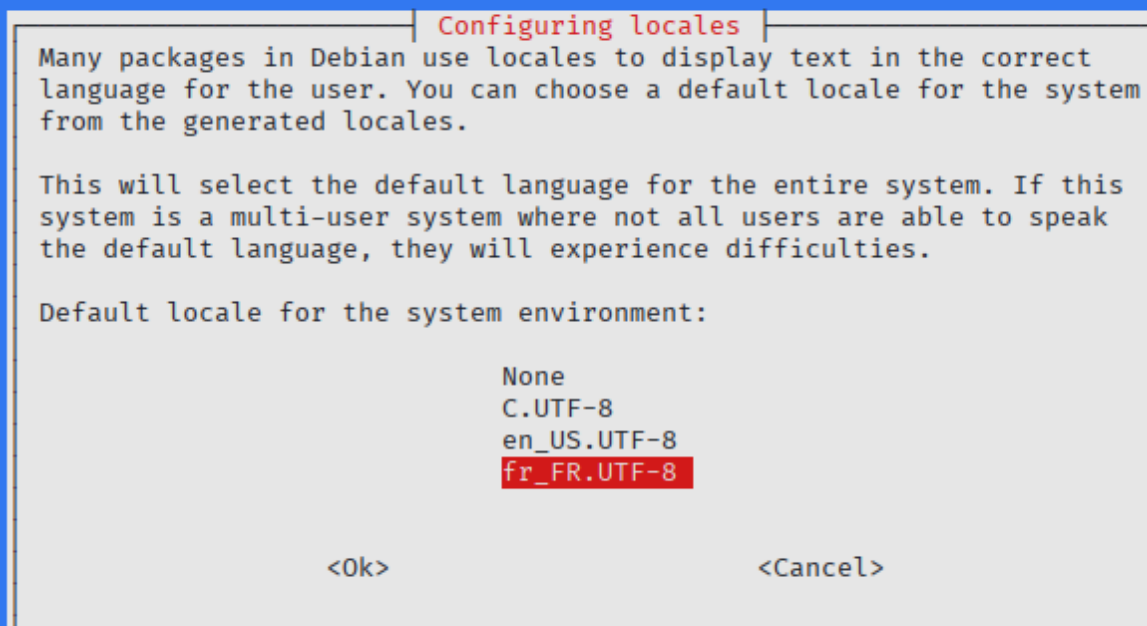 Configuring locales
Many packages in Debian use locales to display text in the correct
language for the user. You can choose a default locale for the system
from the generated locales.
This will select the default language for the entire system. If this
system is a multi-user system where not all users are able to speak
the default language, they will experience difficulties.
Default locale for the system environment:
None
C.UTF-8
en_US.UTF-8
fr_FR.UTF-8
<Ok> <Cancel>